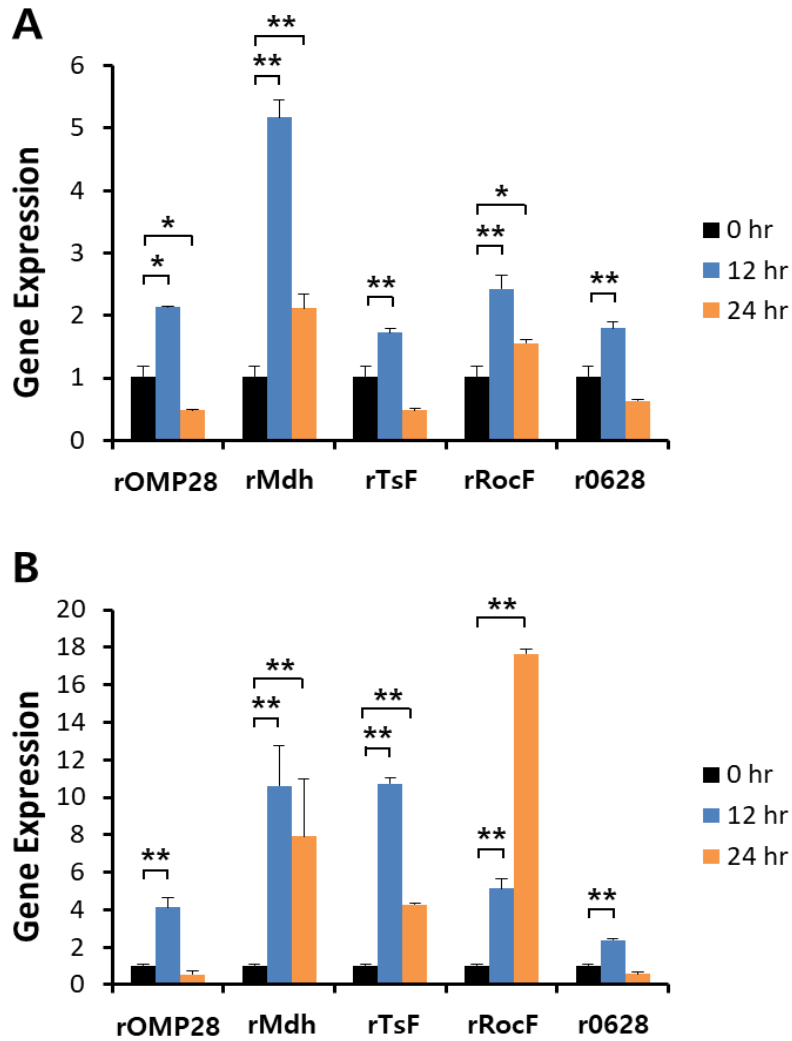 A
**
**
6
5
4
3
2
1
0
Gene Expression
*
*
**
*
**
**
0 hr
12 hr
24 hr
rOMP28 rMdh rTsF rRocF r0628
B
20
18
16
14
12
10
8
6
4
2
0
Gene Expression
**
**
**
**
**
**
**
**
0 hr
12 hr
24 hr
rOMP28 rMdh rTsF rRocF r0628